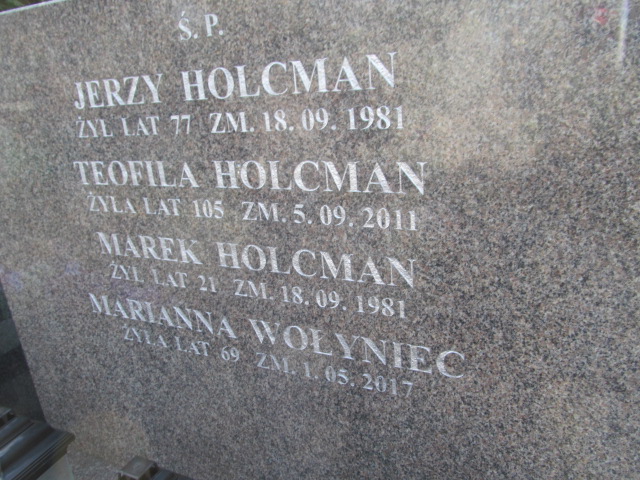 Ś. P.
JERZY HOLCMAN
ŻYŁ LAT 77 ZM. 18. 09. 1981
TEOFILA HOLCMAN
ŻYŁA LAT 105 ZM. 5. 09. 2011
MAREK HOLCMAN
ŻYŁ LAT 21 ZM. 18. 09. 1981
MARIANNA WOŁYNIEC
ŻYŁA LAT 69 ZM. 1. 05. 2017